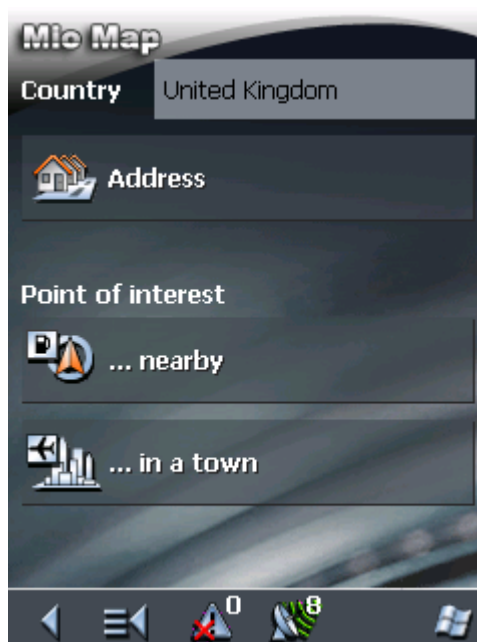 Mio Map
Country United Kingdom
Address
Point of interest
... nearby
... in a town
0 8